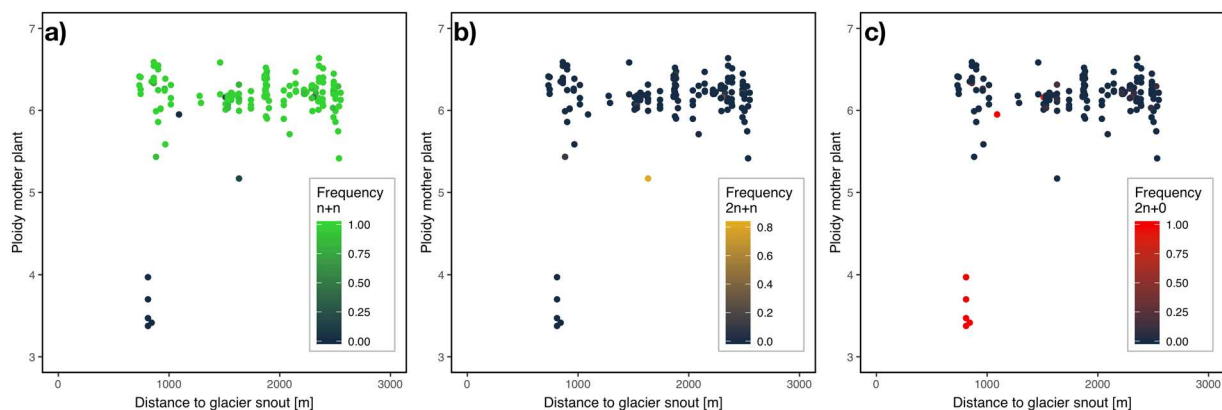 a)
7
6
5
4
3
Ploidy mother plant
0
1000
2000
3000
Distance to glacier snout [m]
Frequency
n+n
1.00
0.75
0.50
0.25
0.00
b)
7
6
5
4
3
Ploidy mother plant
0
1000
2000
3000
Distance to glacier snout [m]
Frequency
2n+n
0.8
0.6
0.4
0.2
0.0
c)
7
6
5
4
3
Ploidy mother plant
0
1000
2000
3000
Distance to glacier snout [m]
Frequency
2n+0
1.00
0.75
0.50
0.25
0.00